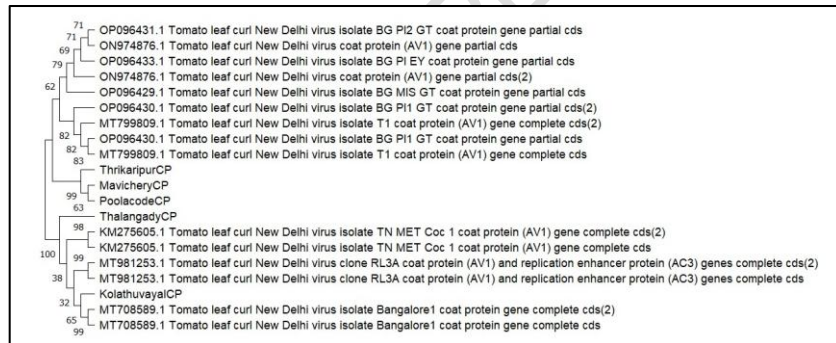 71
OP096431.1 Tomato leaf curl New Delhi virus isolate BG PI2 GT coat protein gene partial cds
71
ON974876.1 Tomato leaf curl New Delhi virus coat protein (AV1) gene partial cds
69
OP096433.1 Tomato leaf curl New Delhi virus isolate BG PI EY coat protein gene partial cds
79
ON974876.1 Tomato leaf curl New Delhi virus coat protein (AV1) gene partial cds(2)
62
OP096429.1 Tomato leaf curl New Delhi virus isolate BG MIS GT coat protein gene partial cds
OP096430.1 Tomato leaf curl New Delhi virus isolate BG PI1 GT coat protein gene partial cds(2)
MT799809.1 Tomato leaf curl New Delhi virus isolate T1 coat protein (AV1) gene complete cds(2)
82
OP096430.1 Tomato leaf curl New Delhi virus isolate BG PI1 GT coat protein gene partial cds
82
MT799809.1 Tomato leaf curl New Delhi virus isolate T1 coat protein (AV1) gene complete cds
83
ThrikaripurCP
MavicheryCP
99
PoolacodeCP
63
ThalangadyCP
98
KM275605.1 Tomato leaf curl New Delhi virus isolate TN MET Coc 1 coat protein (AV1) gene complete cds(2)
KM275605.1 Tomato leaf curl New Delhi virus isolate TN MET Coc 1 coat protein (AV1) gene complete cds
100
99
MT981253.1 Tomato leaf curl New Delhi virus clone RL3A coat protein (AV1) and replication enhancer protein (AC3) genes complete cds(2)
38
MT981253.1 Tomato leaf curl New Delhi virus clone RL3A coat protein (AV1) and replication enhancer protein (AC3) genes complete cds
32
KolathuvayalCP
MT708589.1 Tomato leaf curl New Delhi virus isolate Bangalore1 coat protein gene complete cds(2)
65
MT708589.1 Tomato leaf curl New Delhi virus isolate Bangalore1 coat protein gene complete cds
99